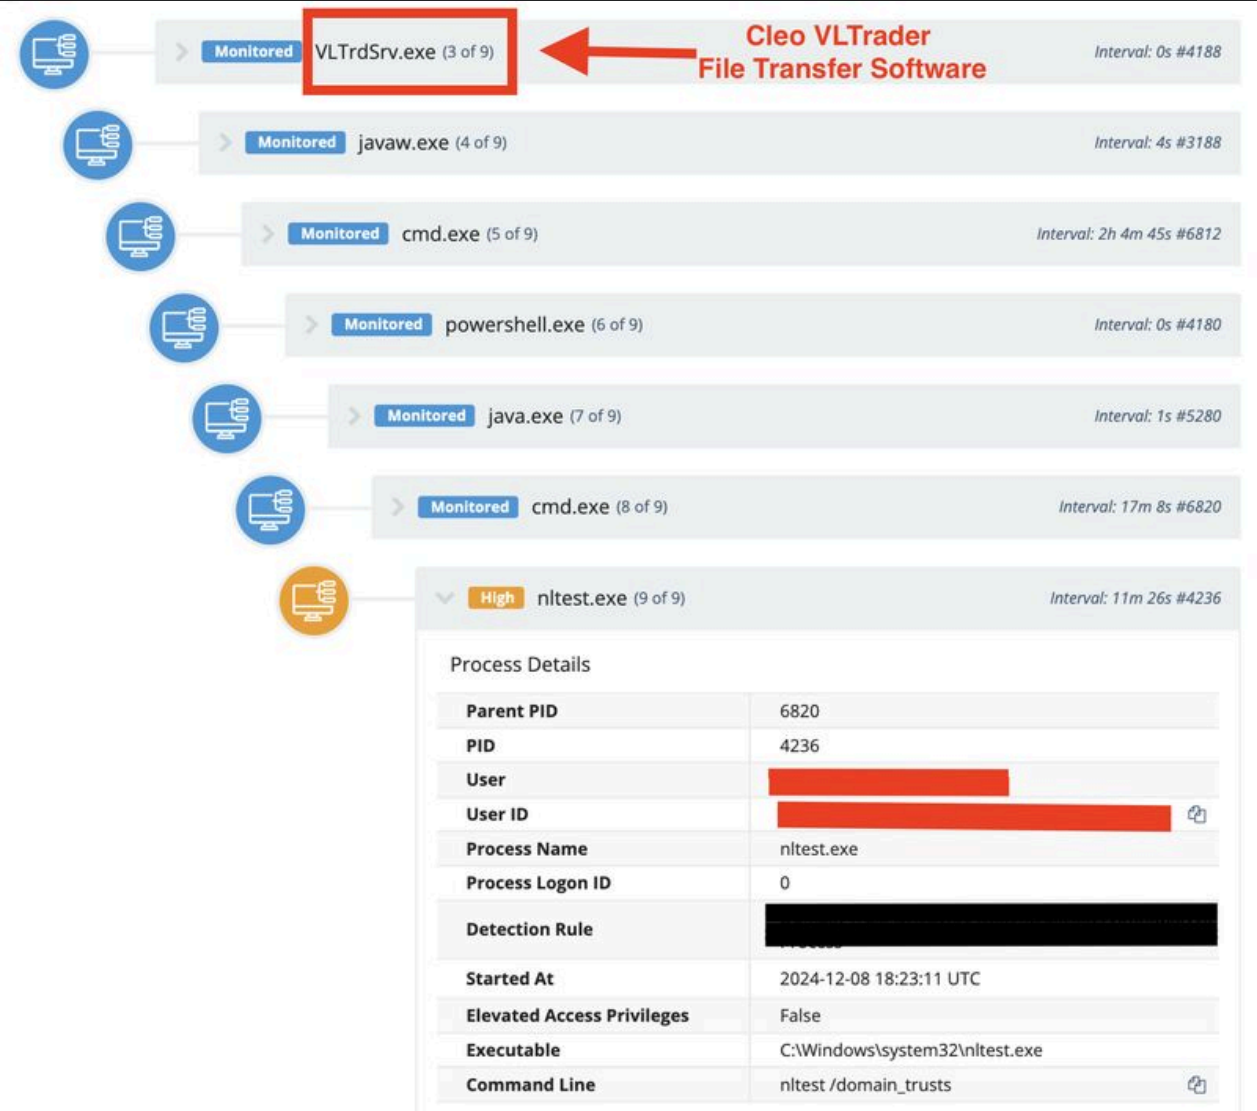 Monitored VLTrdSrv.exe (3 of 9) Cleo VLTrader Interval: 0s #4188
File Transfer Software
Monitored javaw.exe (4 of 9) Interval: 4s #3188
Monitored cmd.exe (5 of 9) Interval: 2h 4m 45s #6812
Monitored powershell.exe (6 of 9) Interval: 0s #4180
Monitored java.exe (7 of 9) Interval: 1s #5280
Monitored cmd.exe (8 of 9) Interval: 17m 8s #6820
High nltest.exe (9 of 9) Interval: 11m 26s #4236
Process Details
Parent PID 6820
PID 4236
User
User ID
Process Name nltest.exe
Process Logon ID 0
Detection Rule
Started At 2024-12-08 18:23:11 UTC
Elevated Access Privileges False
Executable C:\Windows\system32\nltest.exe
Command Line nltest /domain_trusts